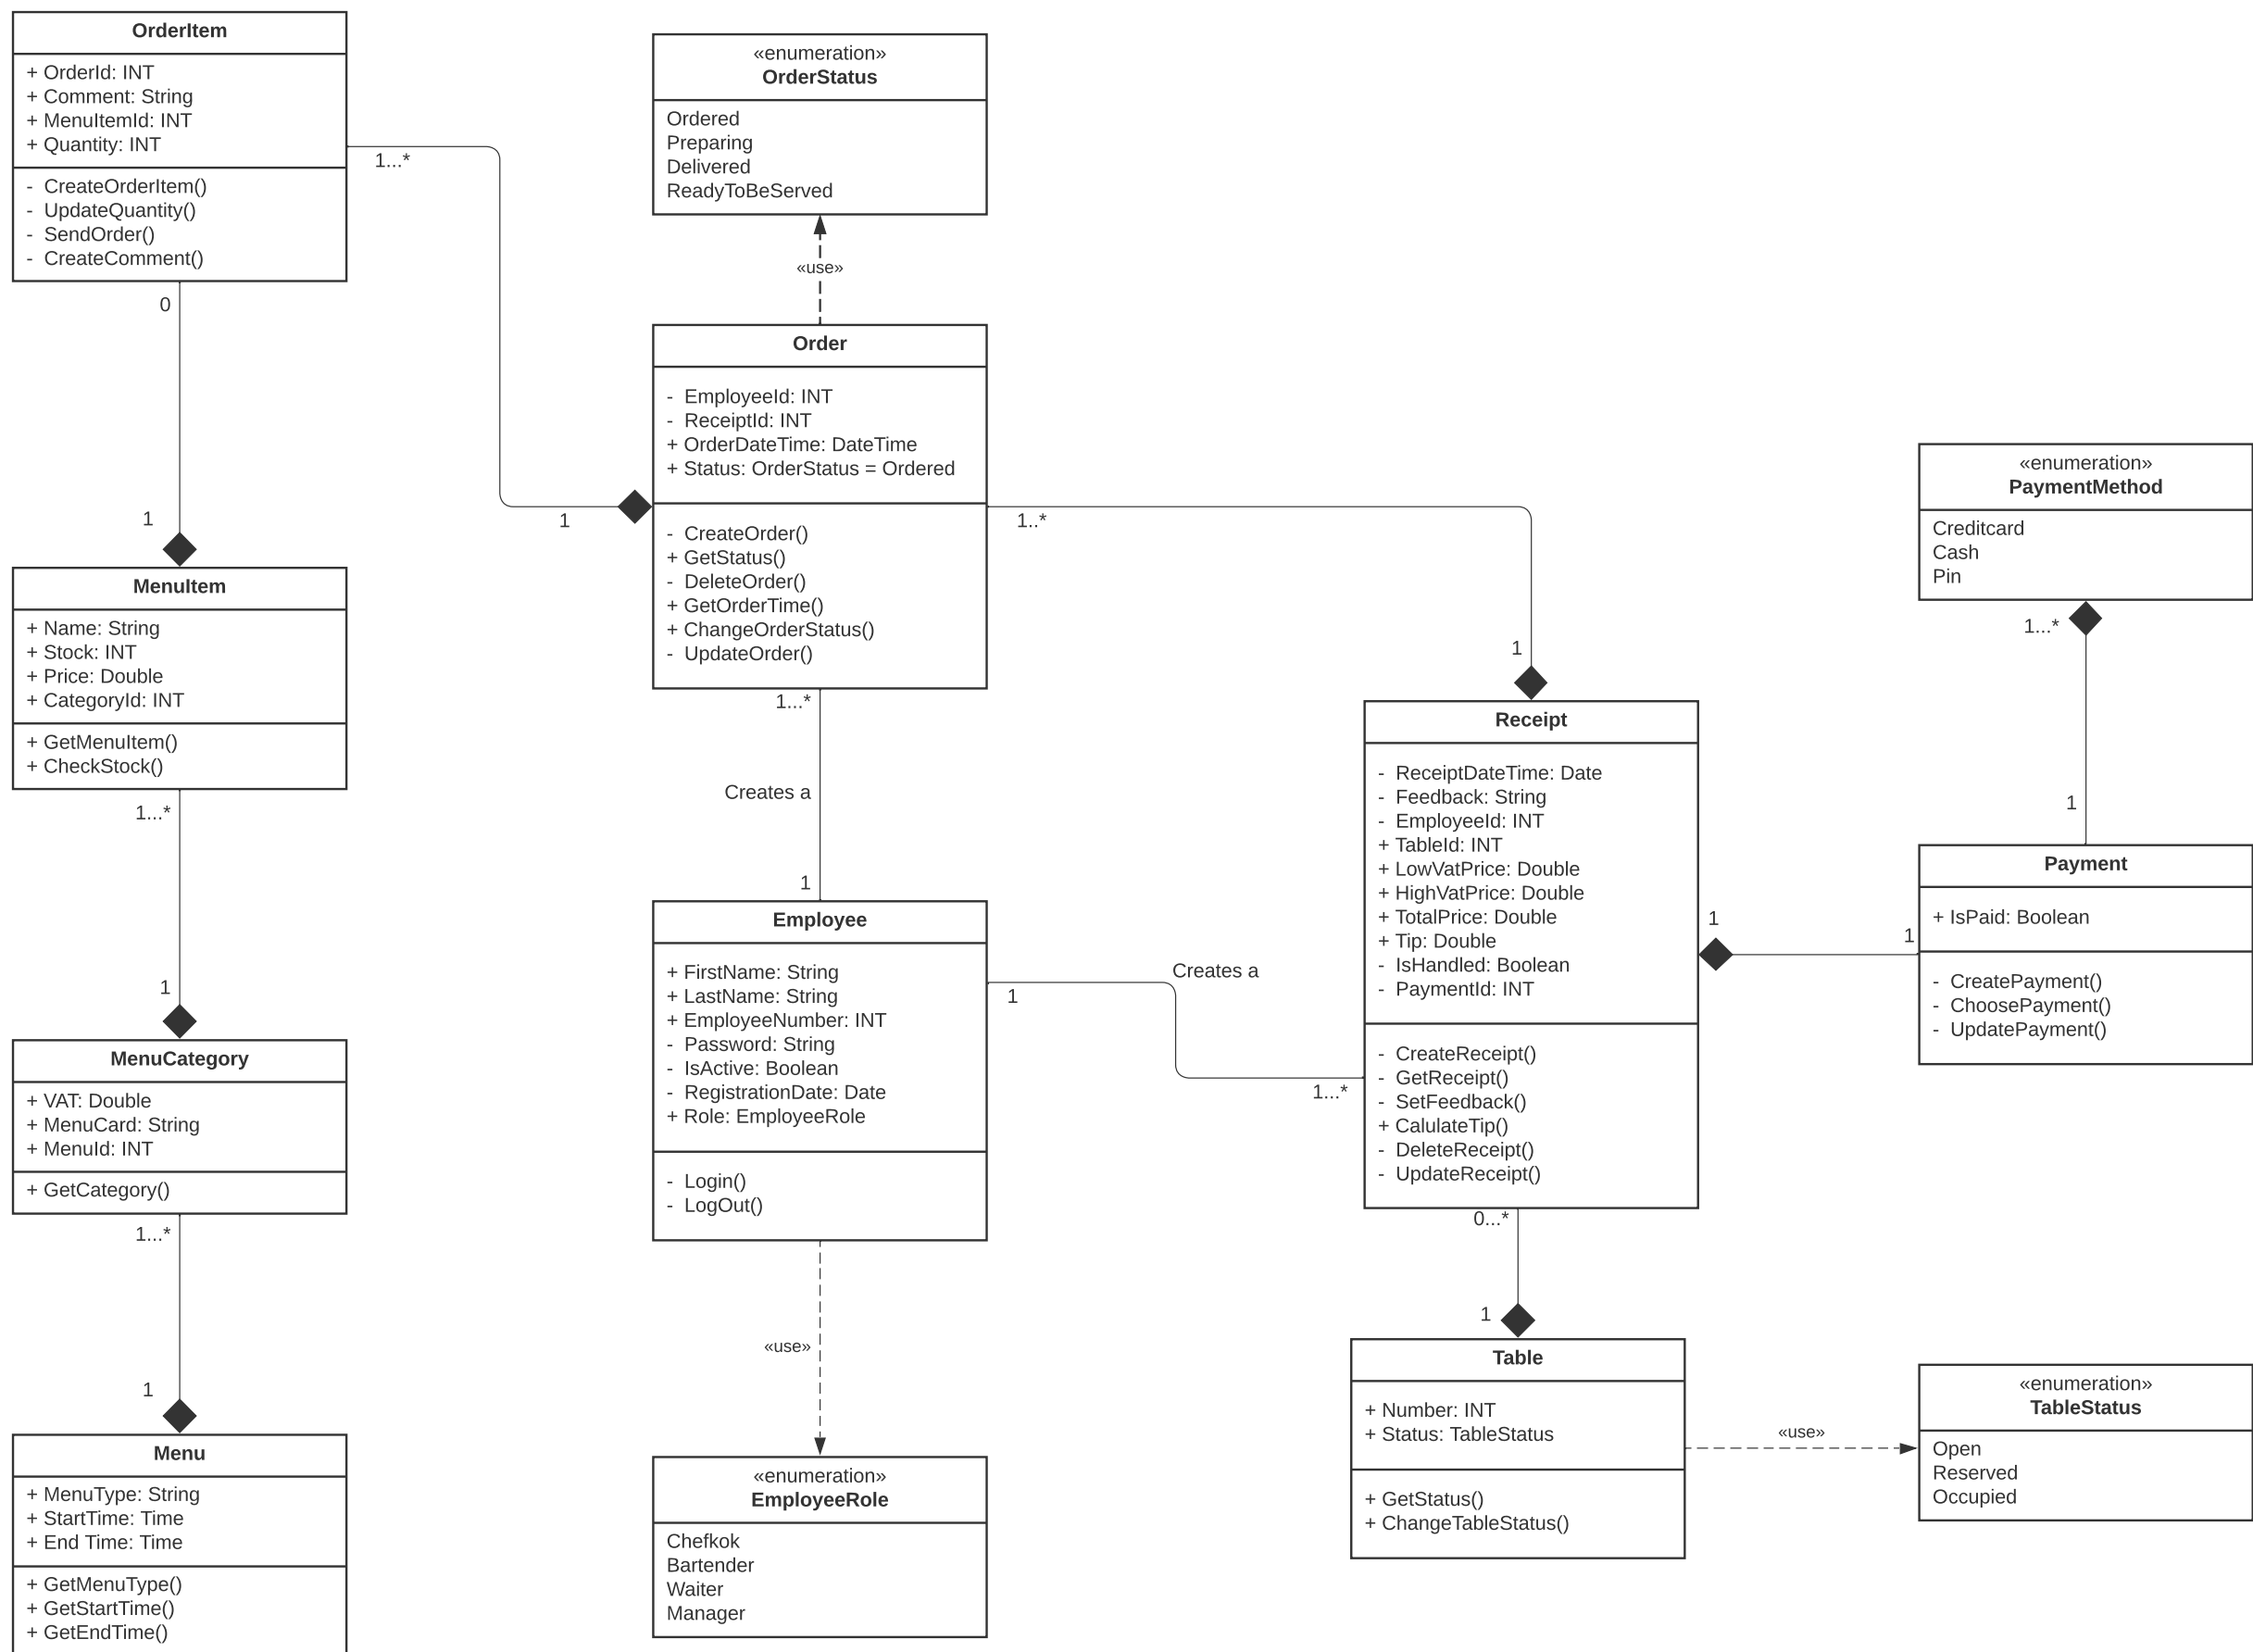 OrderItem
+ OrderId: INT
+ Comment: String
+ MenuItemId: INT
+ Quantity: INT
- CreateOrderItem()
- UpdateQuantity()
- SendOrder()
- CreateComment()
1...*
0
1
«enumeration»
OrderStatus
Ordered
Preparing
Delivered
ReadyToBeServed
«use»
Order
- EmployeeId: INT
- ReceiptId: INT
+ OrderDateTime: DateTime
+ Status: OrderStatus = Ordered
- CreateOrder()
+ GetStatus()
- DeleteOrder()
+ GetOrderTime()
+ ChangeOrderStatus()
- UpdateOrder()
1
1..*
1
1...*
Creates a
1
«enumeration»
PaymentMethod
Creditcard
Cash
Pin
1...*
1
MenuItem
+ Name: String
+ Stock: INT
+ Price: Double
+ CategoryId: INT
+ GetMenuItem()
+ CheckStock()
1...*
1
Receipt
- ReceiptDateTime: Date
- Feedback: String
- EmployeeId: INT
+ TableId: INT
+ LowVatPrice: Double
+ HighVatPrice: Double
+ TotalPrice: Double
+ Tip: Double
- IsHandled: Boolean
- PaymentId: INT
- CreateReceipt()
- GetReceipt()
- SetFeedback()
+ CalulateTip()
- DeleteReceipt()
- UpdateReceipt()
1
1
Payment
+ IsPaid: Boolean
- CreatePayment()
- ChoosePayment()
- UpdatePayment()
Employee
+ FirstName: String
+ LastName: String
+ EmployeeNumber: INT
- Password: String
- IsActive: Boolean
- RegistrationDate: Date
+ Role: EmployeeRole
- Login()
- LogOut()
1
Creates a
1...*
MenuCategory
+ VAT: Double
+ MenuCard: String
+ MenuId: INT
+ GetCategory()
1...*
1
0...*
1
«use»
Table
+ Number: INT
+ Status: TableStatus
+ GetStatus()
+ ChangeTableStatus()
«use»
«enumeration»
TableStatus
Open
Reserved
Occupied
Menu
+ MenuType: String
+ StartTime: Time
+ End Time: Time
+ GetMenuType()
+ GetStartTime()
+ GetEndTime()
«enumeration»
EmployeeRole
Chefkok
Bartender
Waiter
Manager